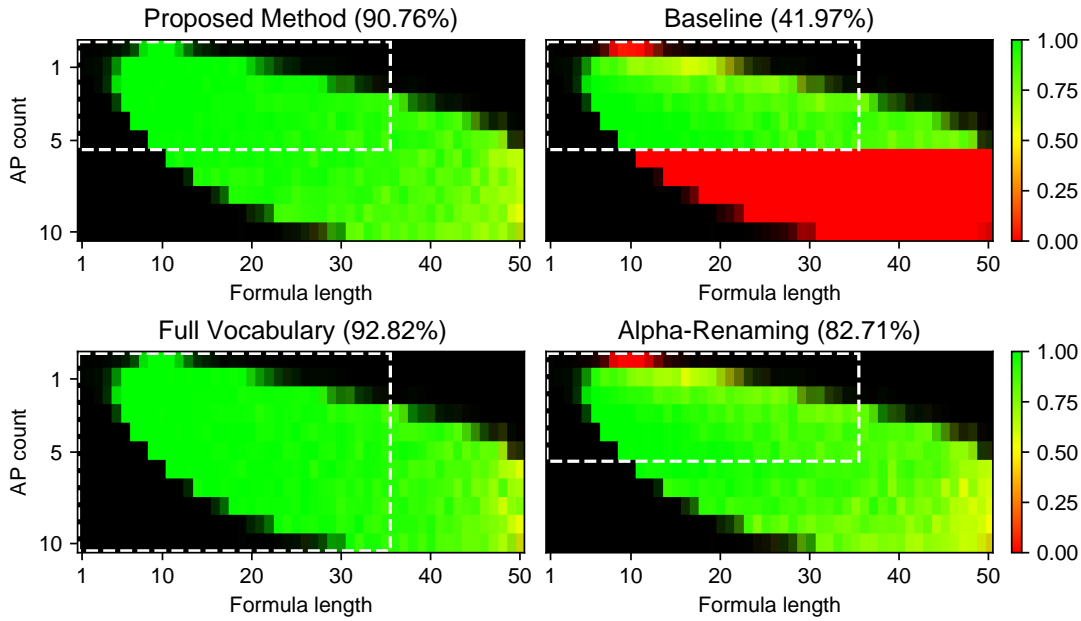 Proposed Method (90.76%)
Baseline (41.97%)
AP count
1
5
10
1 10 20 30 40 50
Formula length
1 10 20 30 40 50
Formula length
1.00
0.75
0.50
0.25
0.00
Full Vocabulary (92.82%)
Alpha-Renaming (82.71%)
AP count
1
5
10
1 10 20 30 40 50
Formula length
1 10 20 30 40 50
Formula length
1.00
0.75
0.50
0.25
0.00